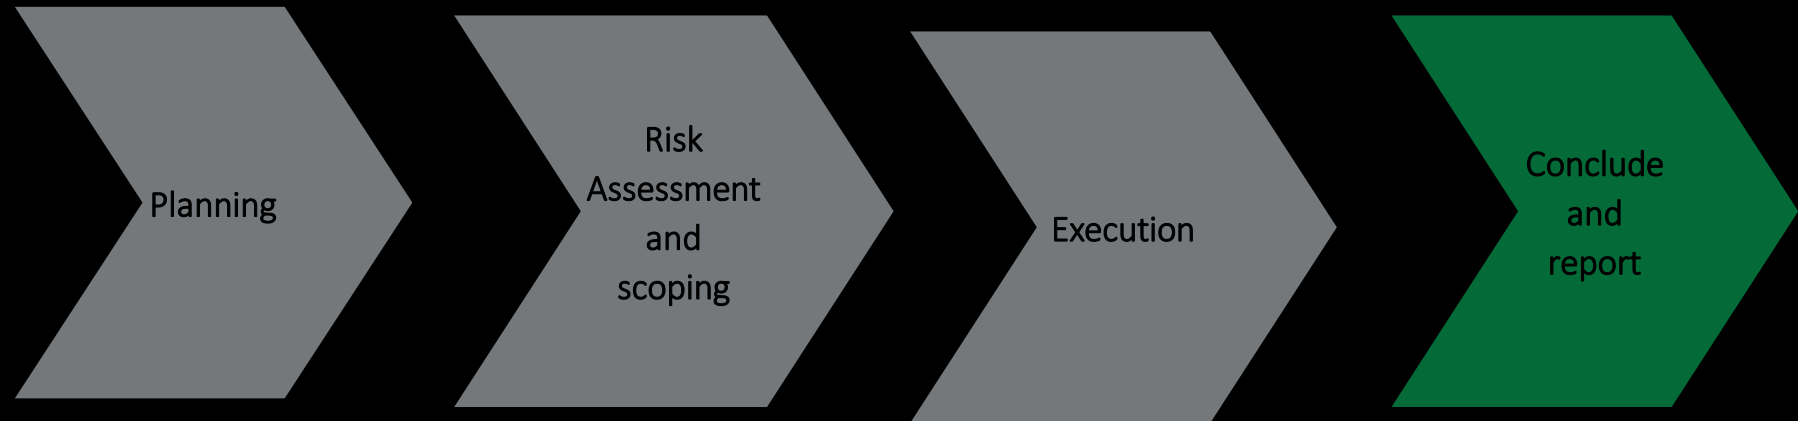 Planning
Risk
Assessment
and
scoping
Execution
Conclude
and
report